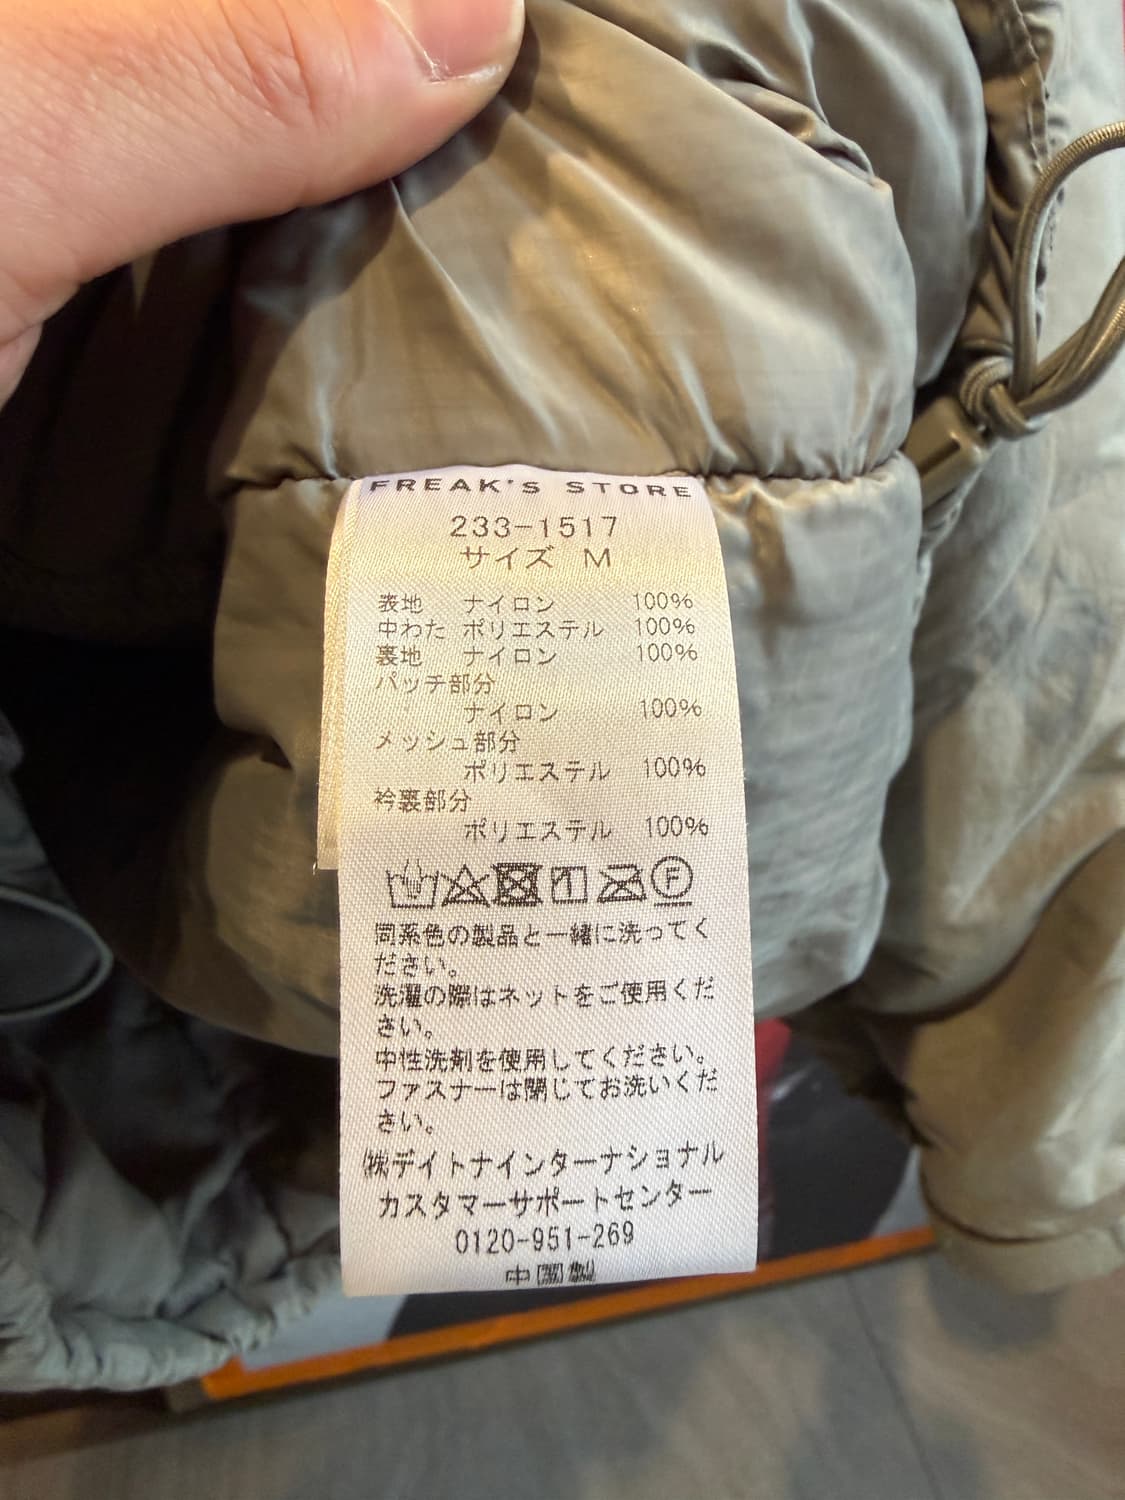 FREAK'S STORE
233-1517
サイズ M
表地 ナイロン 100%
中わた ポリエステル 100%
裏地 ナイロン 100%
パッチ部分
ナイロン 100%
メッシュ部分
ポリエステル 100%
衿裏部分
ポリエステル 100%
F
同系色の製品と一緒に洗ってく
ださい。
洗濯の際はネットをご使用くだ
さい。
中性洗剤を使用してください。
ファスナーは閉じてお洗いくだ
さい。
㈱デイトナインターナショナル
カスタマーサポートセンター
0120-951-269
中国製